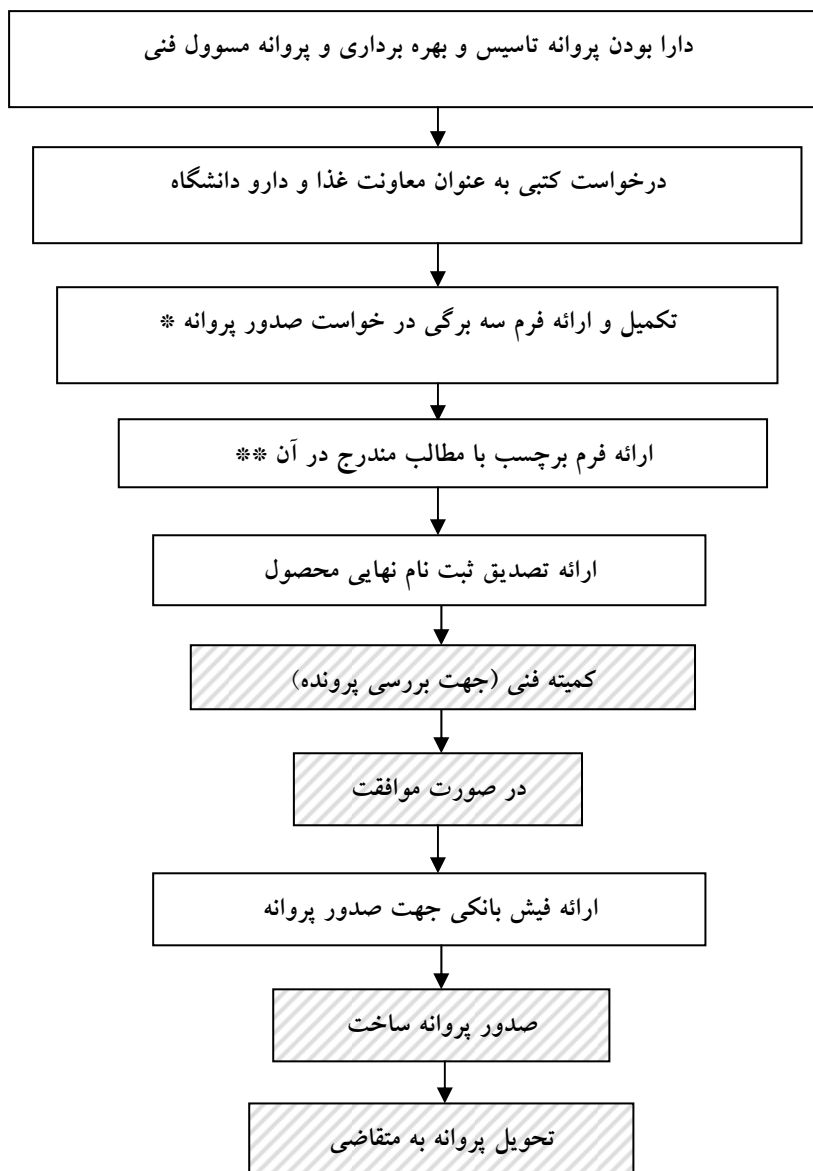 دارا بودن پروانه تاسیس و بهره برداری و پروانه مسوول فنی
درخواست کتبی به عنوان معاونت غذا و دارو دانشگاه
تکمیل و ارائه فرم سه برگی در خواست صدور پروانه *
ارائه فرم برچسب با مطالب مندرج در آن **
ارائه تصدیق ثبت نام نهایی محصول
کمیته فنی (جهت بررسی پرونده)
در صورت موافقت
ارائه فیش بانکی جهت صدور پروانه
صدور پروانه ساخت
تحویل پروانه به متقاضی